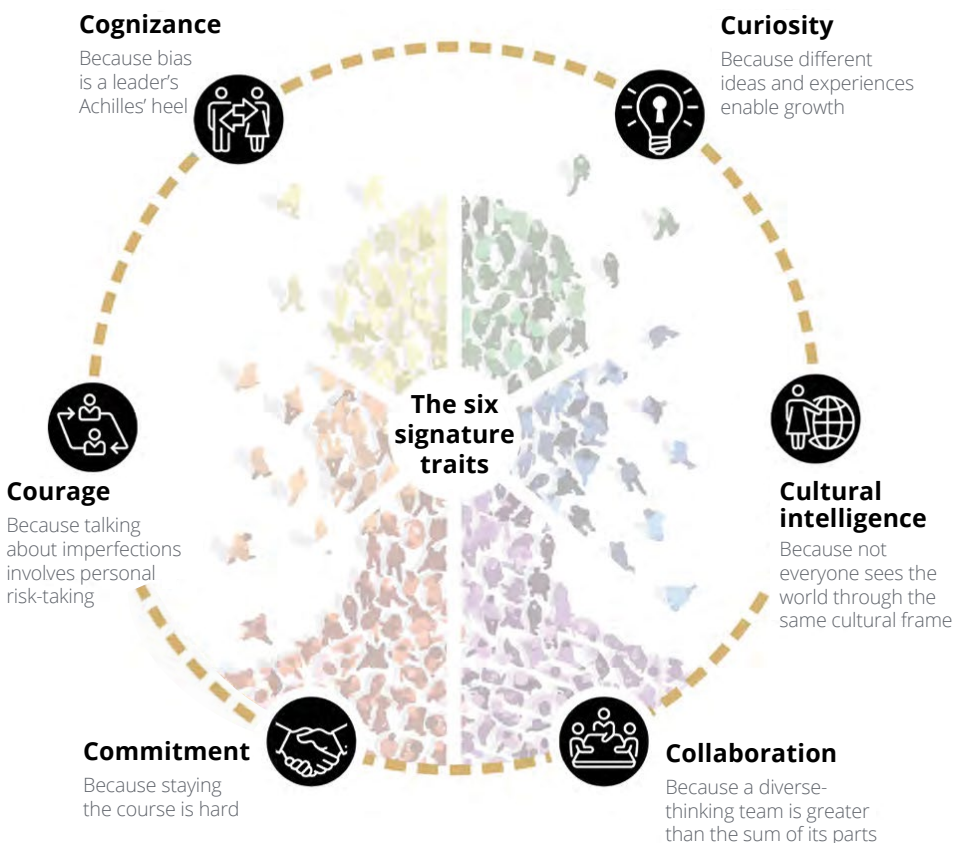 Cognizance
Because bias
is a leader’s
Achilles’ heel
Curiosity
Because different
ideas and experiences
enable growth
The six
signature
traits
Courage
Because talking
about imperfections
involves personal
risk-taking
Cultural
intelligence
Because not
everyone sees the
world through the
same cultural frame
Commitment
Because staying
the course is hard
Collaboration
Because a diverse-
thinking team is greater
than the sum of its parts